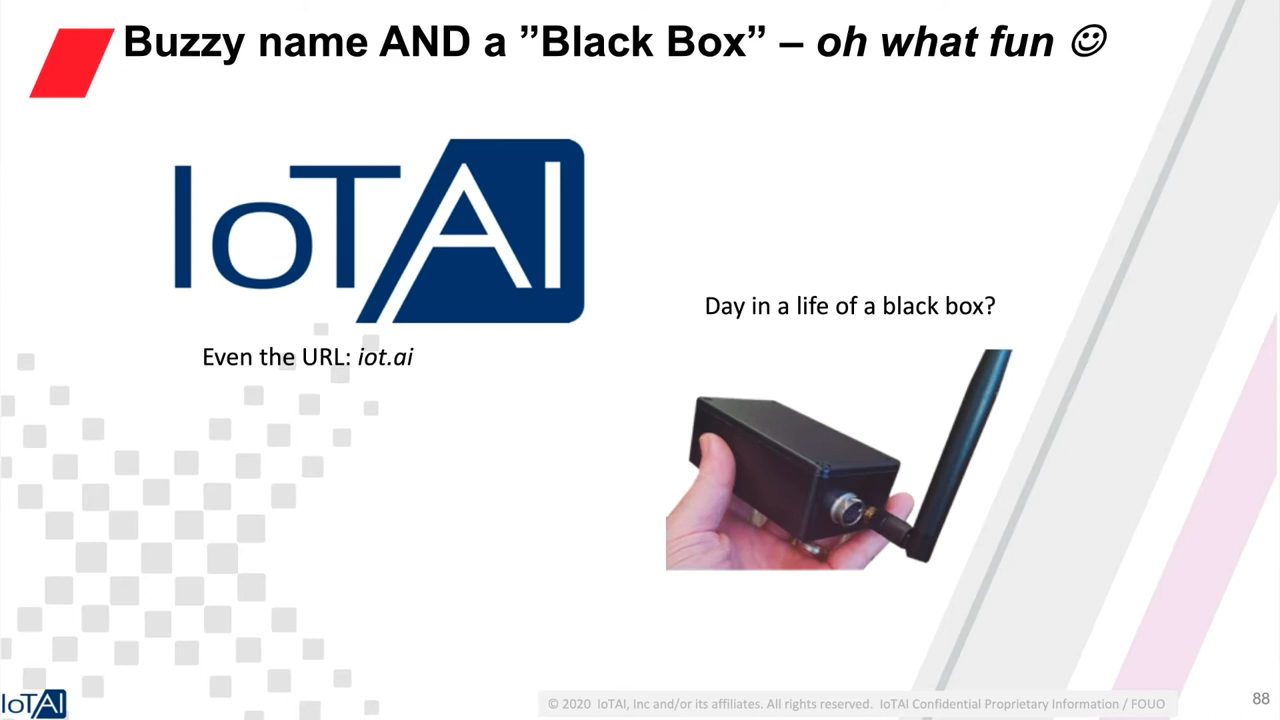 Buzzy name AND a ”Black Box” – oh what fun ☺
IoTAI
Day in a life of a black box?
Even the URL: iot.ai
IoTAI
© 2020 IoTAI, Inc and/or its affiliates. All rights reserved. IoTAI Confidential Proprietary Information / FOUO
88